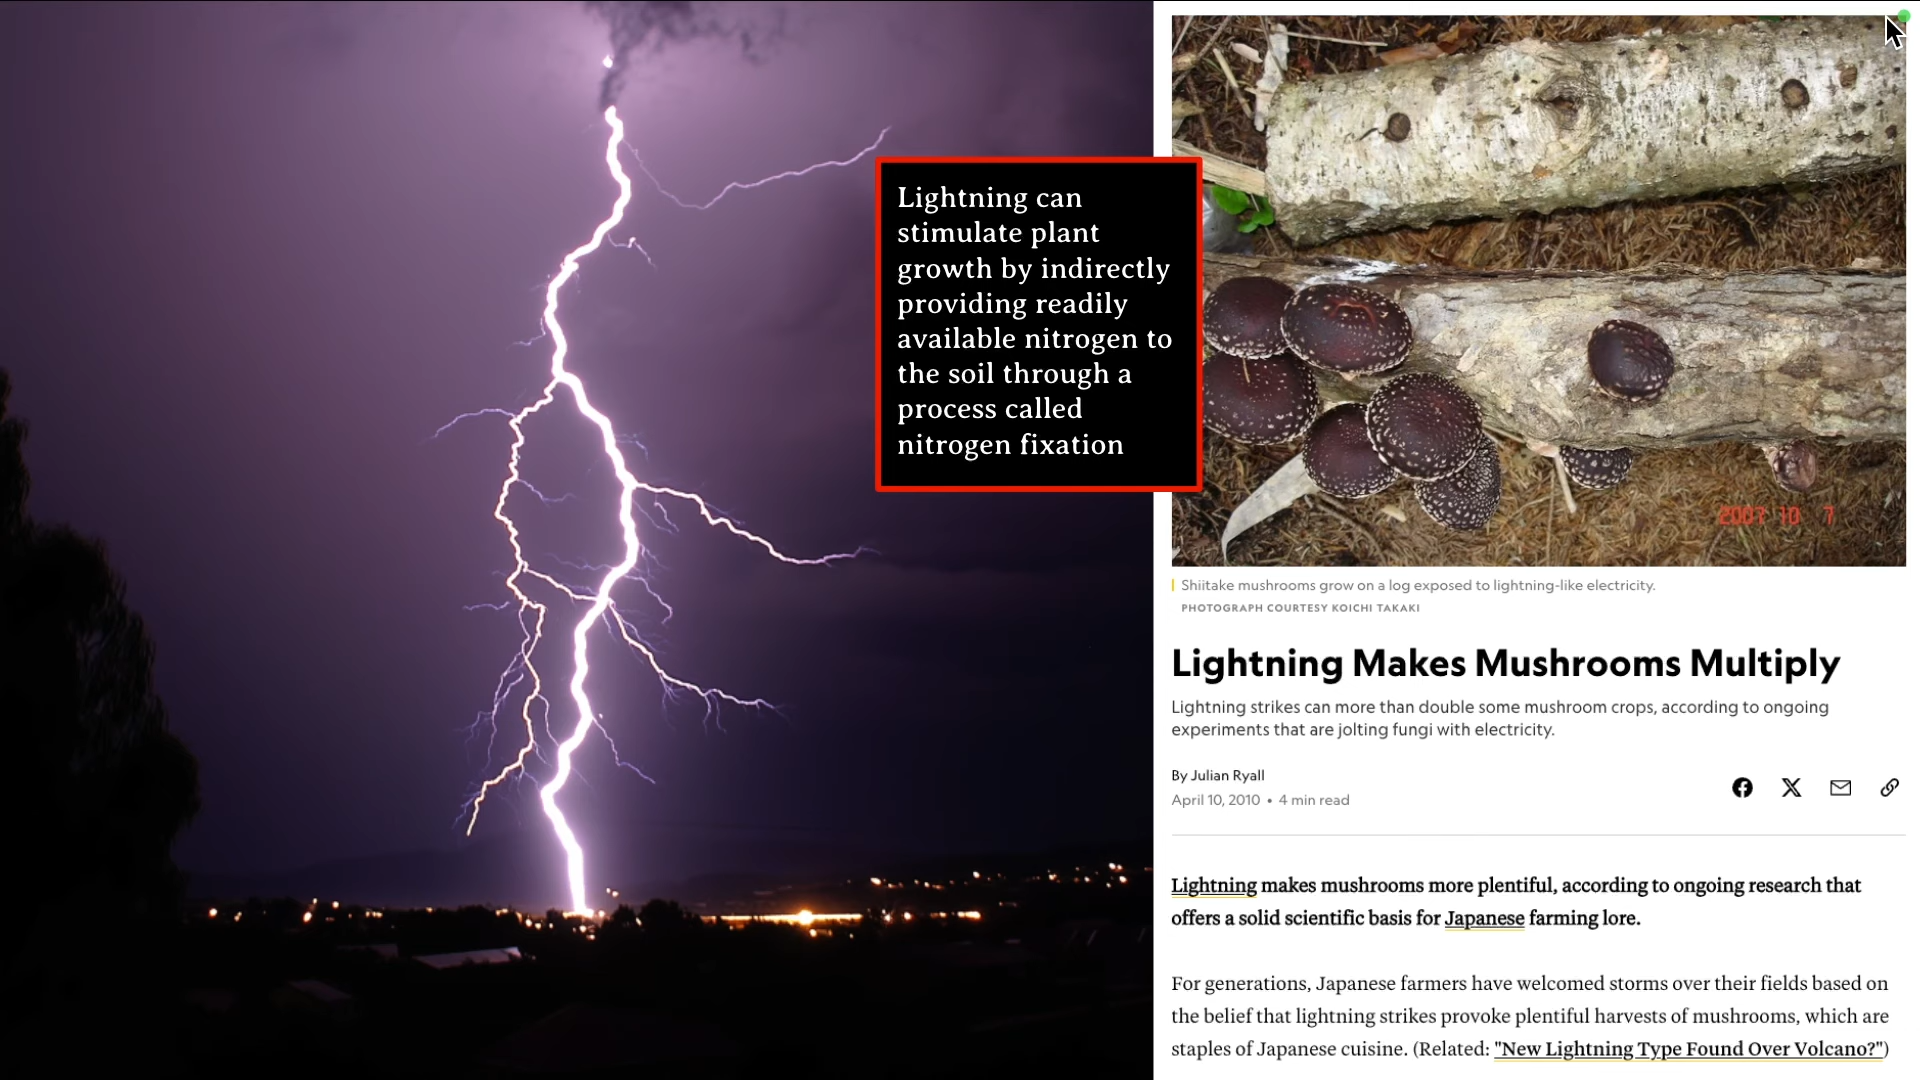 Lightning can
stimulate plant
growth by indirectly
providing readily
available nitrogen to
the soil through a
process called
nitrogen fixation
2007 10 7
Shiitake mushrooms grow on a log exposed to lightning-like electricity.
PHOTOGRAPH COURTESY KOICHI TAKAKI
Lightning Makes Mushrooms Multiply
Lightning strikes can more than double some mushroom crops, according to ongoing
experiments that are jolting fungi with electricity.
By Julian Ryall
April 10, 2010 • 4 min read
Lightning makes mushrooms more plentiful, according to ongoing research that
offers a solid scientific basis for Japanese farming lore.
For generations, Japanese farmers have welcomed storms over their fields based on
the belief that lightning strikes provoke plentiful harvests of mushrooms, which are
staples of Japanese cuisine. (Related: "New Lightning Type Found Over Volcano?")